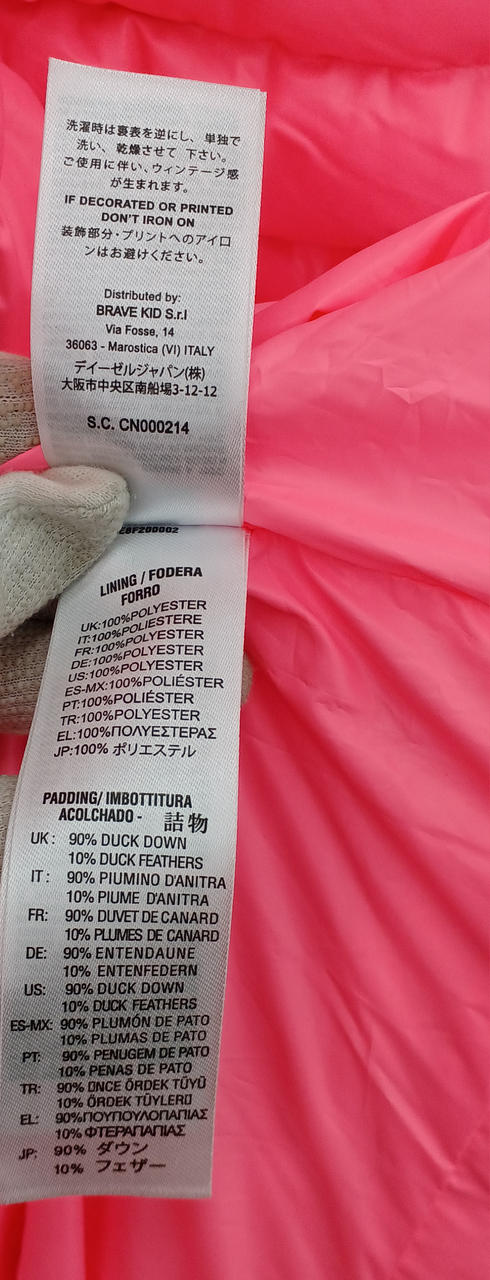 洗濯時は裏表を逆にし、単独で
洗い、乾燥させて 下さい。
ご使用に伴い、ウィンテージ感
が生まれます。
IF DECORATED OR PRINTED
DON'T IRON ON
装飾部分・プリントへのアイロ
ンはお避けください。
Distributed by:
BRAVE KID S.r.l
Via Fosse, 14
36063 - Marostica (VI) ITALY
デイーゼルジャパン(株)
大阪市中央区南船場3-12-12
S.C. CN000214
LINING / FODERA
FORRO
UK:100%POLYESTER
IT:100%POLIESTERE
FR:100%POLYESTER
DE:100%POLYESTER
US:100%POLYESTER
ES-MX:100%POLIÉSTER
PT:100%POLIÉSTER
TR:100%POLYESTER
EL:100%ΠΟΛΥΕΣΤΕΡΑΣ
JP:100% ポリエステル
PADDING/ IMBOTTITURA
ACOLCHADO - 詰物
UK: 90% DUCK DOWN
10% DUCK FEATHERS
IT: 90% PIUMINO D'ANITRA
10% PIUME D'ANITRA
FR: 90% DUVET DE CANARD
10% PLUMES DE CANARD
DE: 90% ENTENDAUNE
10% ENTENFEDERN
US: 90% DUCK DOWN
10% DUCK FEATHERS
ES-MX: 90% PLUMÓN DE PATO
10% PLUMAS DE PATO
PT: 90% PENUGEM DE PATO
10% PENAS DE PATO
TR: 90% ÖNCE ÖRDEK TÜYÜ
10% ÖRDEK TÜYLERÜ
EL: 90%ΠΟΥΠΟΥΛΟΠΑΠΙΑΣ
10% ΦΤΕΡΑΠΑΠΙΑΣ
JP: 90% ダウン
10% フェザー